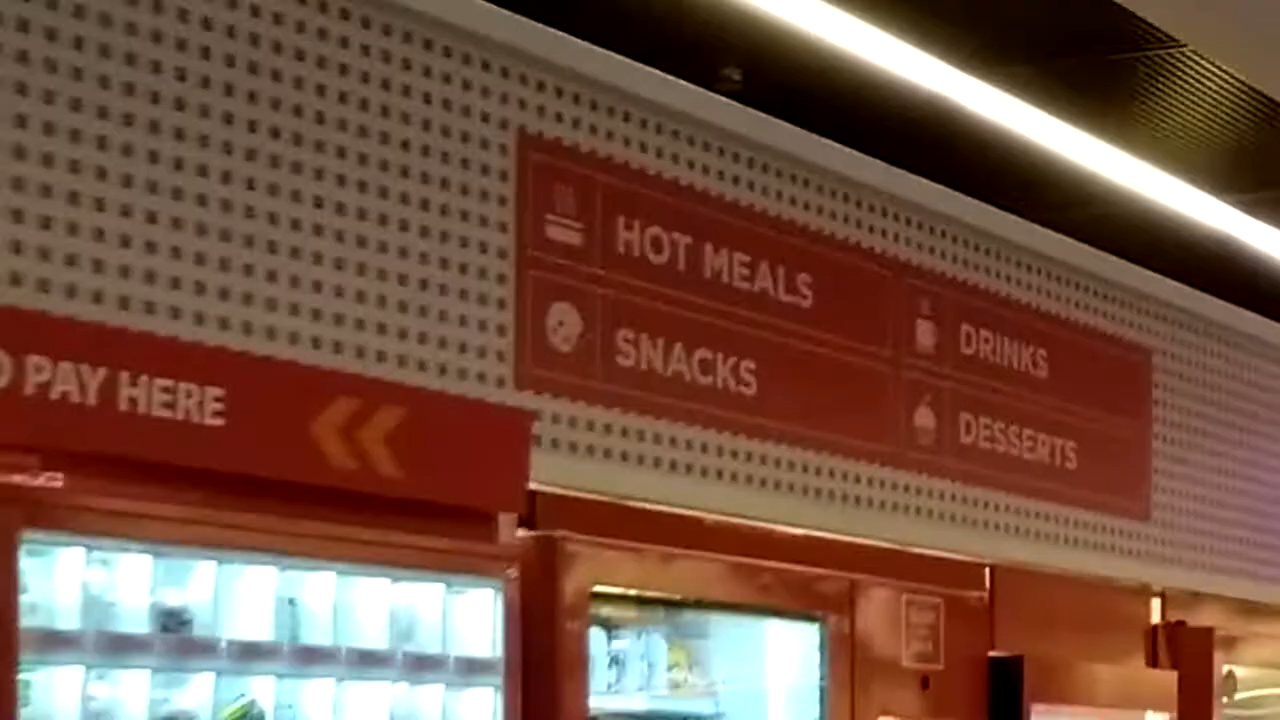 HOT MEALS
SNACKS
DRINKS
DESSERTS
PAY HERE